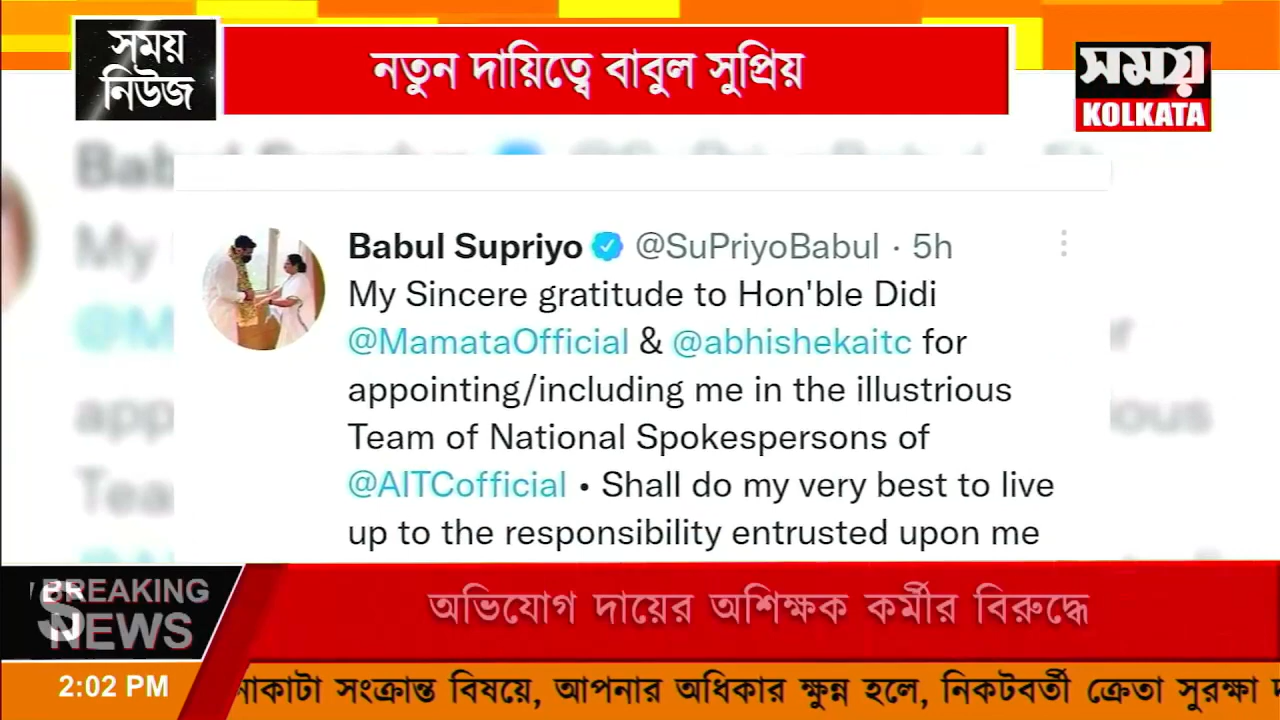 সময়
নিউজ
নতুন দায়িত্বে বাবুল সুপ্রিয়
সময়
KOLKATA
Babul Supriyo @SuPriyoBabul · 5h
My Sincere gratitude to Hon'ble Didi
@MamataOfficial & @abhishekaitc for
appointing/including me in the illustrious
Team of National Spokespersons of
@AITCofficial • Shall do my very best to live
up to the responsibility entrusted upon me
BREAKING
NEWS
অভিযোগ দায়ের অশিক্ষক কর্মীর বিরুদ্ধে
2:02 PM
সংক্রান্ত বিষয়ে, আপনার অধিকার ক্ষুন্ন হলে, নিকটবর্তী ক্রেতা সুরক্ষা